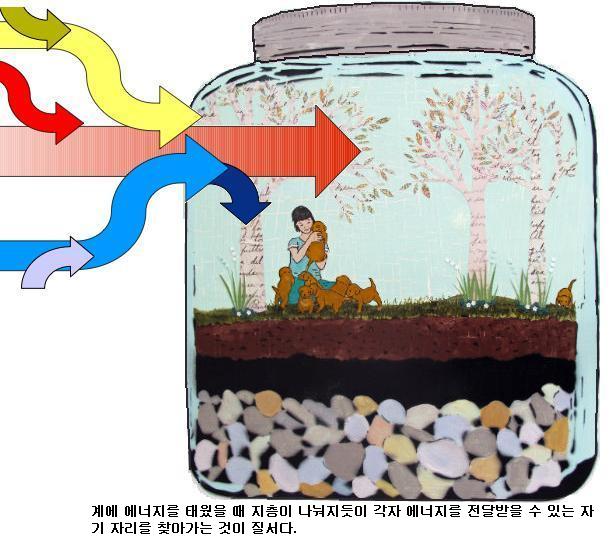 계에 에너지를 태웠을 때 지층이 나눠지듯이 각자 에너지를 전달받을 수 있는 자
기 자리를 찾아가는 것이 질서다.